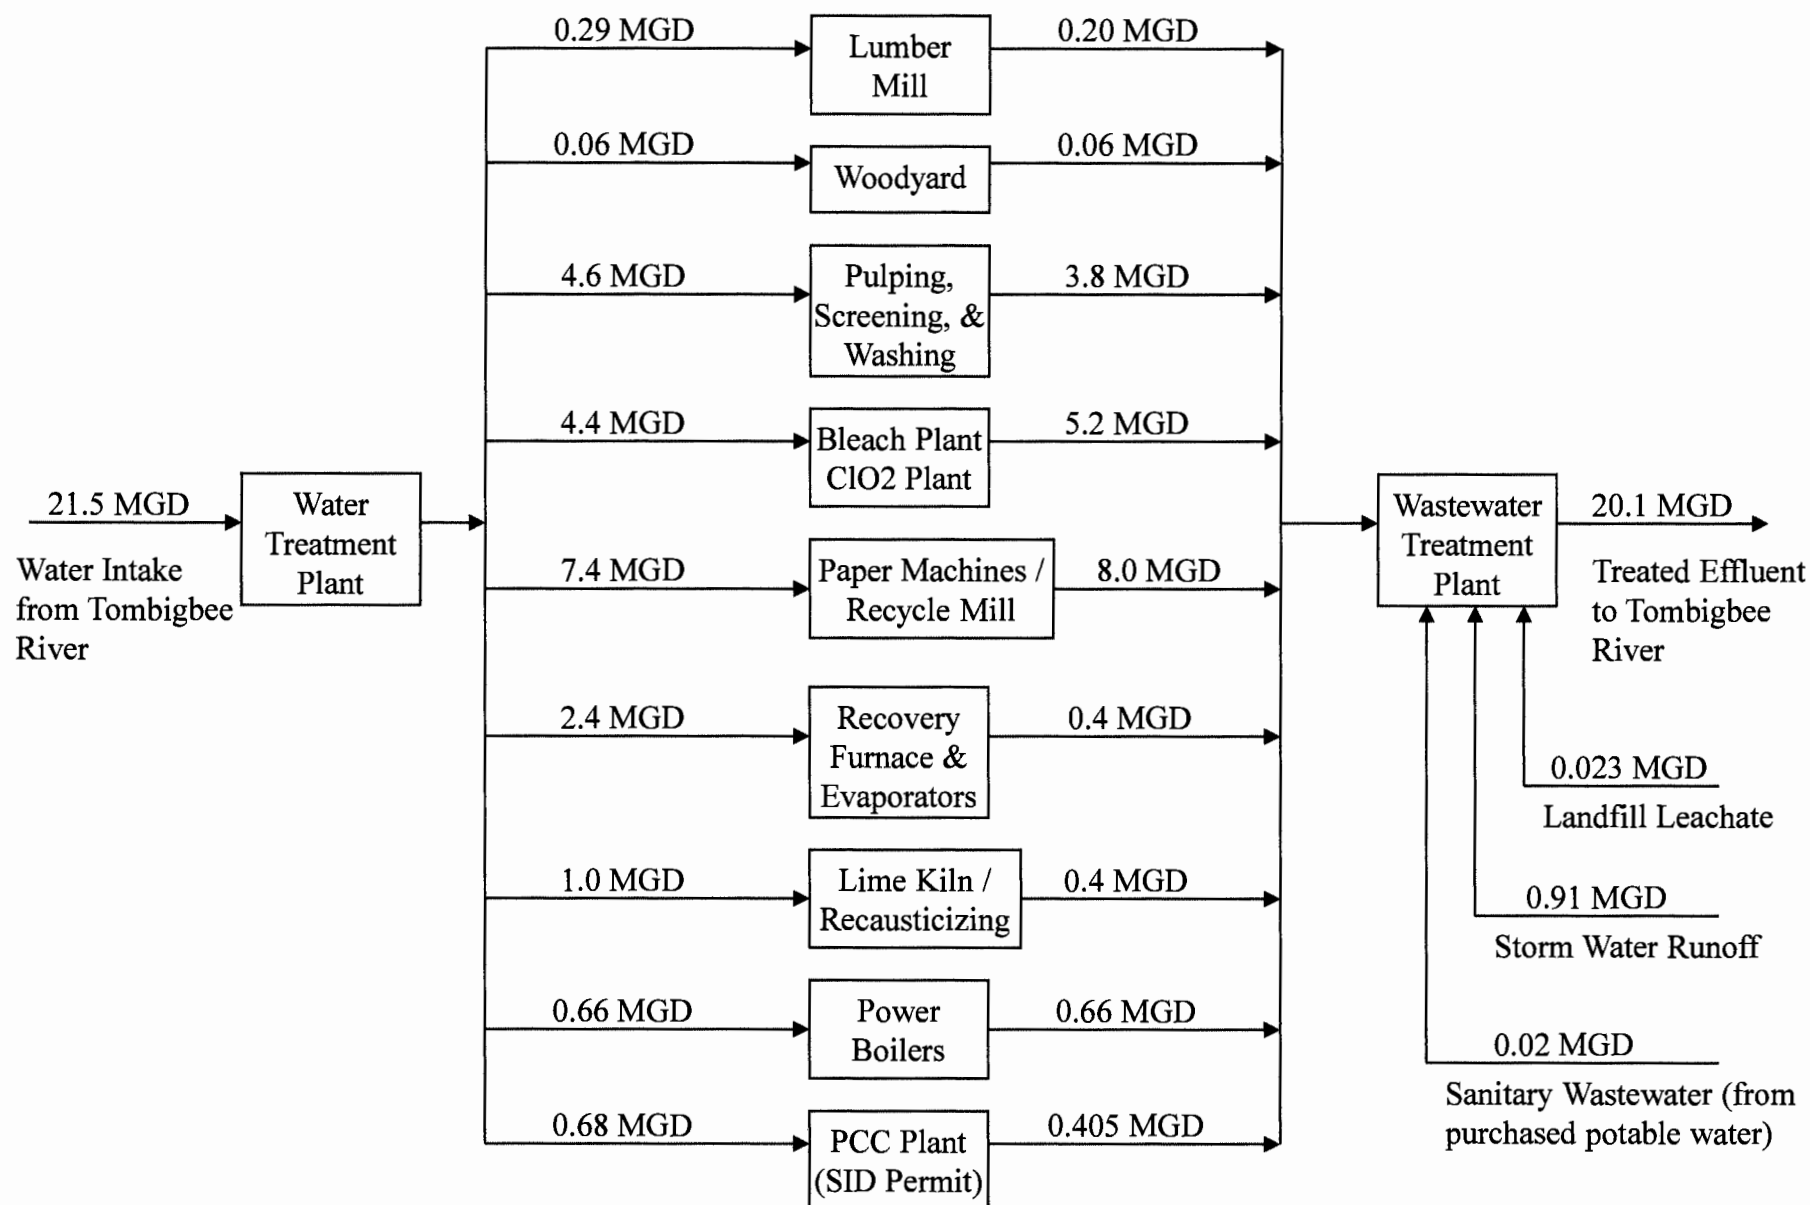 0.29 MGD
Lumber
Mill
0.20 MGD
0.06 MGD
Woodyard
0.06 MGD
4.6 MGD
Pulping,
Screening, &
Washing
3.8 MGD
4.4 MGD
Bleach Plant
ClO2 Plant
5.2 MGD
21.5 MGD
Water Intake
from Tombigbee
River
Water
Treatment
Plant
7.4 MGD
Paper Machines /
Recycle Mill
8.0 MGD
Wastewater
Treatment
Plant
20.1 MGD
Treated Effluent
to Tombigbee
River
2.4 MGD
Recovery
Furnace &
Evaporators
0.4 MGD
0.023 MGD
Landfill Leachate
1.0 MGD
Lime Kiln /
Recausticizing
0.4 MGD
0.91 MGD
Storm Water Runoff
0.66 MGD
Power
Boilers
0.66 MGD
0.02 MGD
Sanitary Wastewater (from
purchased potable water)
0.68 MGD
PCC Plant
(SID Permit)
0.405 MGD